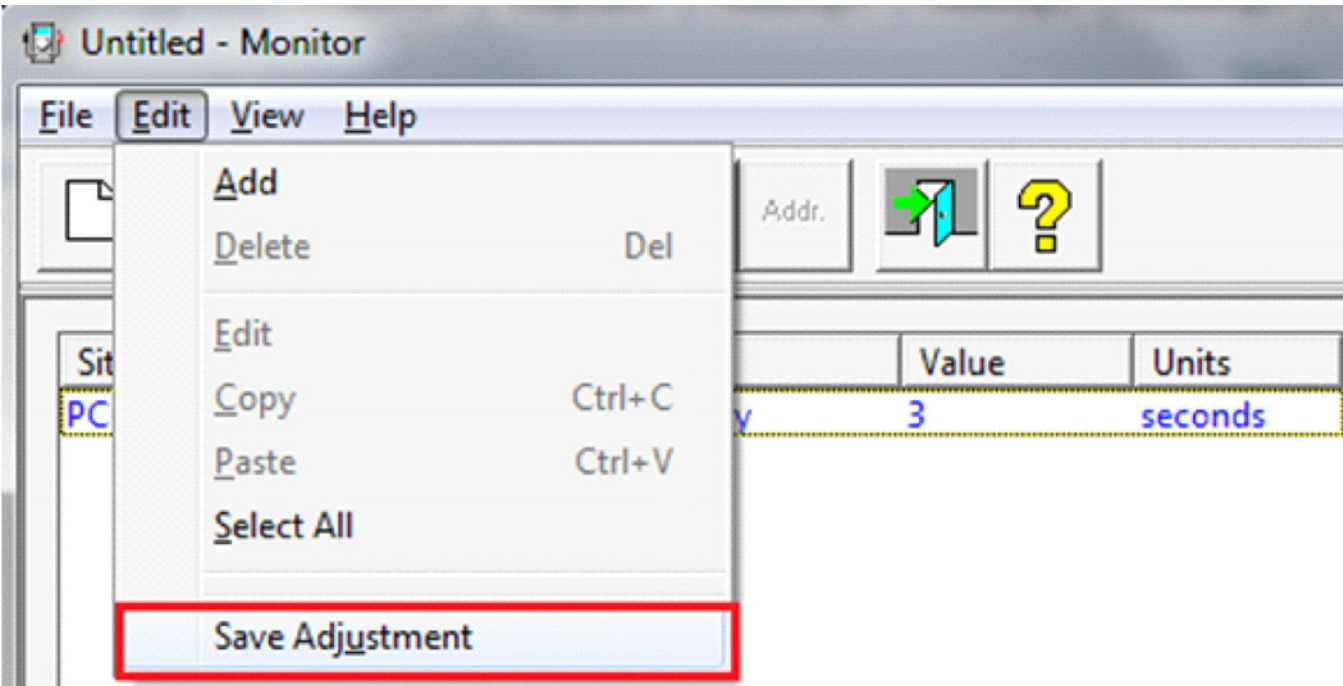 Untitled - Monitor
File Edit View Help
Add
Delete Del
Edit
Copy Ctrl+C
Paste Ctrl+V
Select All
Save Adjustment
Addr.
Value Units
3 seconds